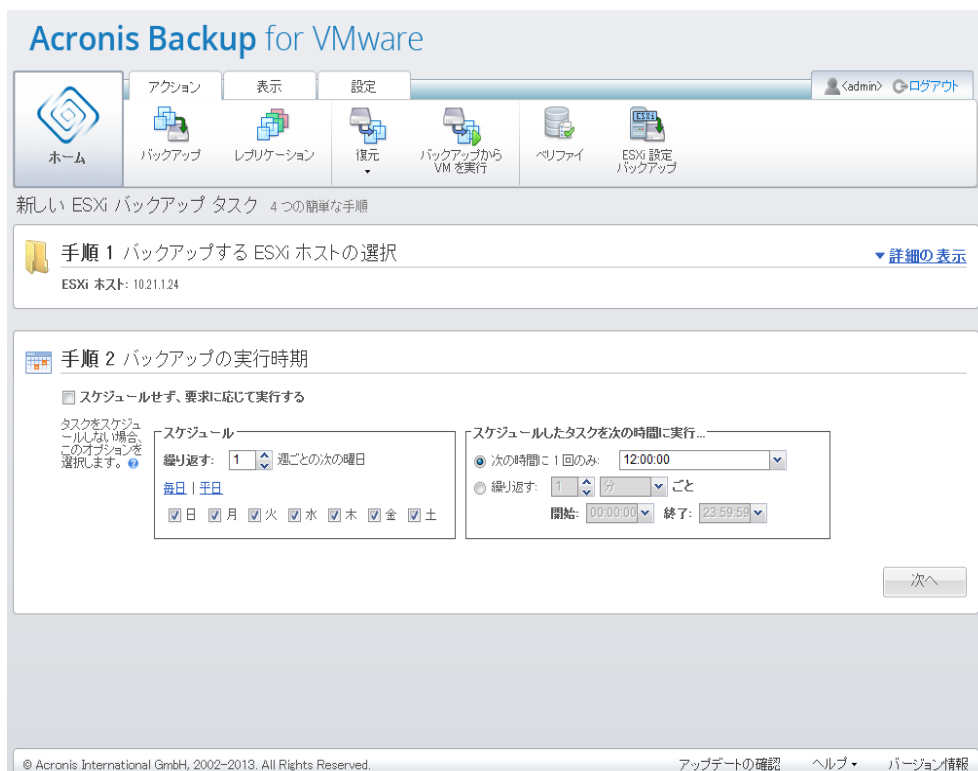 Acronis Backup for VMware
アクション 表示 設定 <admin> ログアウト
ホーム
バックアップ
レプリケーション
復元
バックアップから
VM を実行
ベリファイ
ESXi 設定
バックアップ
新しい ESXi バックアップ タスク 4 つの簡単な手順
手順 1 バックアップする ESXi ホストの選択
▼詳細の表示
ESXi ホスト: 10.21.1.24
手順 2 バックアップの実行時期
スケジュールせず、要求に応じて実行する
タスクをスケジュ
ールしない場合、
このオプションを
選択します。
スケジュール
繰り返す: 1 週ごとの次の曜日
毎日 | 平日
日 月 火 水 木 金 土
スケジュールしたタスクを次の時間に実行...
次の時間に 1 回のみ: 12:00:00
繰り返す: 1 分 ごと
開始: 00:00:00 終了: 23:59:59
次へ
© Acronis International GmbH, 2002-2013. All Rights Reserved.
アップデートの確認 ヘルプ バージョン情報